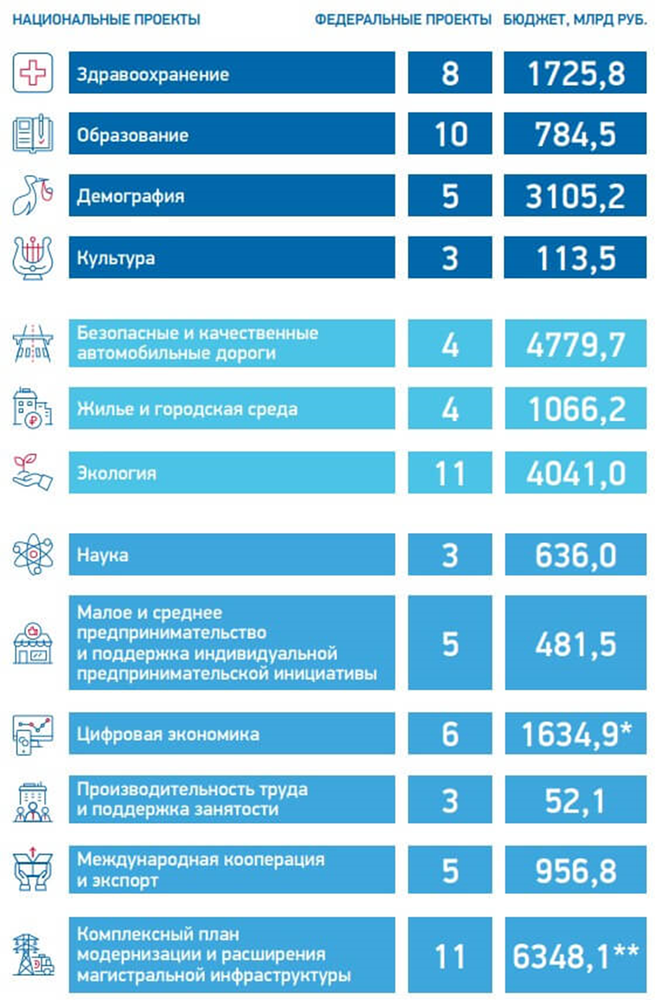 НАЦИОНАЛЬНЫЕ ПРОЕКТЫ ФЕДЕРАЛЬНЫЕ ПРОЕКТЫ БЮДЖЕТ, МЛРД РУБ.
Здравоохранение 8 1725,8
Образование 10 784,5
Демография 5 3105,2
Культура 3 113,5
Безопасные и качественные
автомобильные дороги 4 4779,7
Жилье и городская среда 4 1066,2
Экология 11 4041,0
Наука 3 636,0
Малое и среднее
предпринимательство
и поддержка индивидуальной
предпринимательской инициативы 5 481,5
Цифровая экономика 6 1634,9*
Производительность труда
и поддержка занятости 3 52,1
Международная кооперация
и экспорт 5 956,8
Комплексный план
модернизации и расширения
магистральной инфраструктуры 11 6348,1**